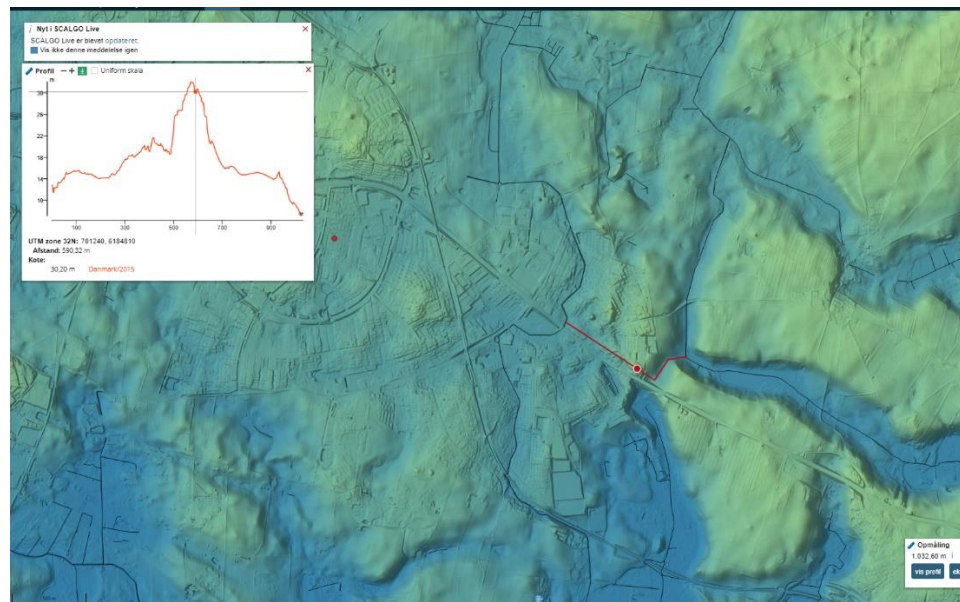 Nyt i SCALGO Live
SCALGO Live er blevet opdateret.
Vis ikke denne meddelelse igen
Profil − + Uniform skala
m
30
26
22
18
14
10
100 300 500 700 900
UTM zone 32N: 701240, 6184810
Afstand: 590,32 m
Kote:
30,20 m Danmark/2015
Opmåling
1.032,60 m
vis profil